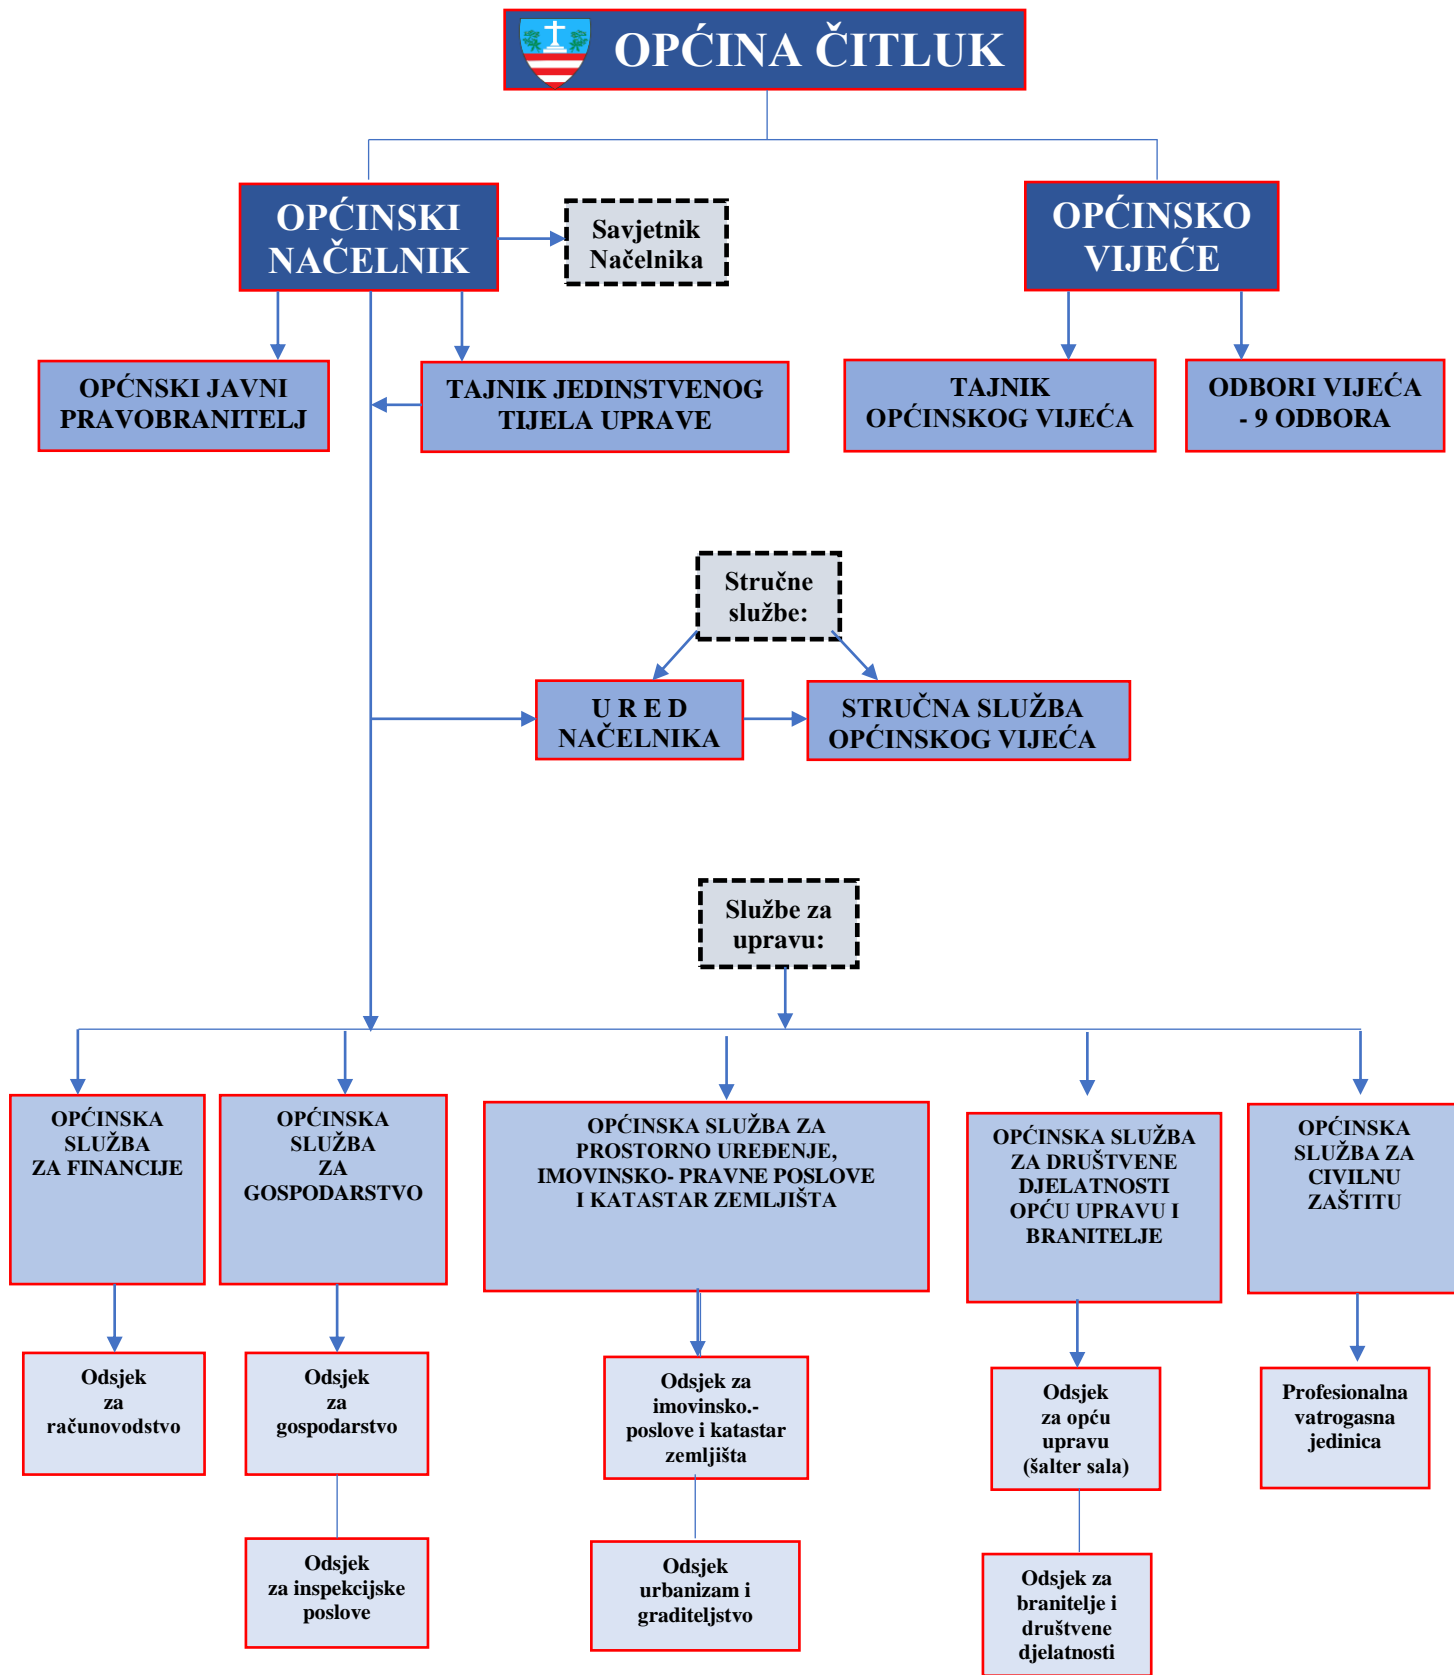 OPĆINA ČITLUK
OPĆINSKI
NAČELNIK
Savjetnik
Načelnika
OPĆINSKO
VIJEĆE
OPĆNSKI JAVNI
PRAVOBRANITELJ
TAJNIK JEDINSTVENOG
TIJELA UPRAVE
TAJNIK
OPĆINSKOG VIJEĆA
ODBORI VIJEĆA
- 9 ODBORA
Stručne
službe:
U R E D
NAČELNIKA
STRUČNA SLUŽBA
OPĆINSKOG VIJEĆA
Službe za
upravu:
OPĆINSKA
SLUŽBA
ZA FINANCIJE
OPĆINSKA
SLUŽBA
ZA
GOSPODARSTVO
OPĆINSKA SLUŽBA ZA
PROSTORNO UREĐENJE,
IMOVINSKO- PRAVNE POSLOVE
I KATASTAR ZEMLJIŠTA
OPĆINSKA SLUŽBA
ZA DRUŠTVENE
DJELATNOSTI
OPĆU UPRAVU I
BRANITELJE
OPĆINSKA
SLUŽBA ZA
CIVILNU
ZAŠTITU
Odsjek
za
računovodstvo
Odsjek
za
gospodarstvo
Odsjek za
imovinsko.-
poslove i katastar
zemljišta
Odsjek
za opću
upravu
(šalter sala)
Profesionalna
vatrogasna
jedinica
Odsjek
za inspekcijske
poslove
Odsjek
urbanizam i
graditeljstvo
Odsjek za
branitelje i
društvene
djelatnosti